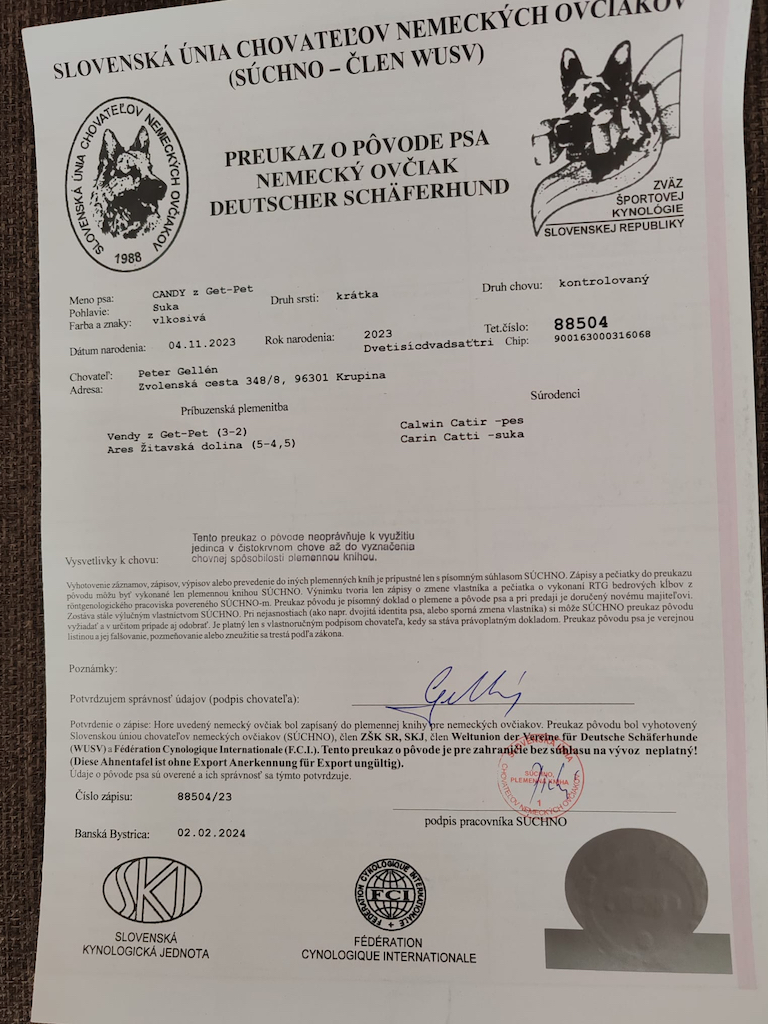 SLOVENSKÁ ÚNIA CHOVATEĽOV NEMECKÝCH OVČIAKOV
(SÚCHNO – ČLEN WUSV)
SLOVENSKÁ ÚNIA CHOVATEĽOV NEMECKÝCH OVČIAKOV
1988
PREUKAZ O PÔVODE PSA
NEMECKÝ OVČIAK
DEUTSCHER SCHÄFERHUND
ZVÄZ
ŠPORTOVEJ
KYNOLÓGIE
SLOVENSKEJ REPUBLIKY
Meno psa: CANDY z Get-Pet Druh srsti: krátka Druh chovu: kontrolovaný
Pohlavie: Suka
Farba a znaky: vlkosivá
Dátum narodenia: 04.11.2023 Rok narodenia: 2023 Tet.číslo: 88504
Dvetisícdvadsaťtri Chip: 900163000316068
Chovateľ: Peter Gellén
Adresa: Zvolenská cesta 348/8, 96301 Krupina
Príbuzenská plemenitba Súrodenci
Vendy z Get-Pet (3-2) Calwin Catir -pes
Ares Žitavská dolina (5-4,5) Carin Catti -suka
Tento preukaz o pôvode neoprávňuje k využitiu
jedinca v čistokrvnom chove až do vyznačenia
Vysvetlivky k chovu: chovnej spôsobilosti plemennou knihou.
Vyhotovenie záznamov, zápisov, výpisov alebo prevedenie do iných plemenných kníh je prípustné len s písomným súhlasom SÚCHNO. Zápisy a pečiatky do preukazu
pôvodu môžu byť vykonané len plemennou knihou SÚCHNO. Výnimku tvoria len zápisy o zmene vlastníka a pečiatka o vykonaní RTG bedrových kĺbov z
röntgenologického pracoviska povereného SÚCHNO-m. Preukaz pôvodu je písomný doklad o plemene a pôvode psa a pri predaji je doručený novému majiteľovi.
Zostáva stále výlučným vlastníctvom SÚCHNO. Pri nejasnostiach (ako napr. dvojitá identita psa, alebo sporná zmena vlastníka) si môže SÚCHNO preukaz pôvodu
vyžiadať a v určitom prípade aj odobrať. Je platný len s vlastnoručným podpisom chovateľa, kedy sa stáva právoplatným dokladom. Preukaz pôvodu psa je verejnou
listinou a jej falšovanie, pozmeňovanie alebo zneužitie sa trestá podľa zákona.
Poznámky:
Potvrdzujem správnosť údajov (podpis chovateľa):
Potvrdenie o zápise: Hore uvedený nemecký ovčiak bol zapísaný do plemennej knihy pre nemeckých ovčiakov. Preukaz pôvodu bol vyhotovený
Slovenskou úniou chovateľov nemeckých ovčiakov (SÚCHNO), člen ZŠK SR, SKJ, člen Weltunion der Vereine für Deutsche Schäferhunde
(WUSV) a Fédération Cynologique Internationale (F.C.I.). Tento preukaz o pôvode je pre zahraničie bez súhlasu na vývoz neplatný!
(Diese Ahnentafel ist ohne Export Anerkennung für Export ungültig).
Údaje o pôvode psa sú overené a ich správnosť sa týmto potvrdzuje.
SLOVENSKÁ ÚNIA CHOVATEĽOV NEMECKÝCH OVČIAKOV
SÚCHNO
PLEMENNÁ KNIHA
1
Číslo zápisu: 88504/23
podpis pracovníka SÚCHNO
Banská Bystrica: 02.02.2024
SKJ
SLOVENSKÁ
KYNOLOGICKÁ JEDNOTA
FÉDÉRATION CYNOLOGIQUE INTERNATIONALE
FCI
FÉDÉRATION
CYNOLOGIQUE INTERNATIONALE